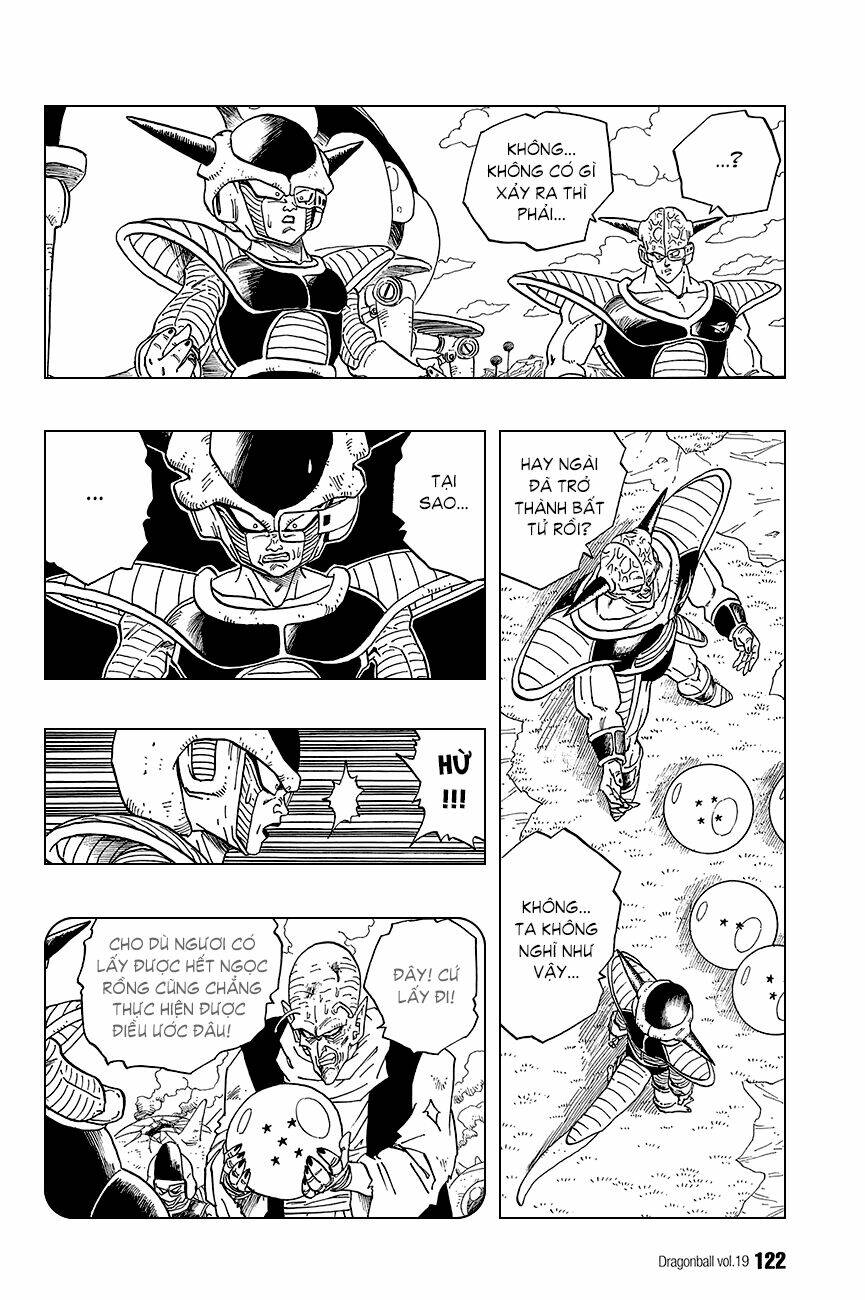 ...?
KHÔNG...
KHÔNG CÓ GÌ
XẢY RA THÌ
PHẢI...
HAY NGÀI
ĐÃ TRỞ
THÀNH BẤT
TỬ RỒI?
KHÔNG...
TA KHÔNG
NGHĨ NHƯ
VẬY...
TẠI
SAO...
...
HỪ
!!!
ĐÂY! CỨ
LẤY ĐI!
CHO DÙ NGƯƠI CÓ
LẤY ĐƯỢC HẾT NGỌC
RỒNG CŨNG CHẲNG
THỰC HIỆN ĐƯỢC
ĐIỀU ƯỚC ĐÂU!
Dragonball vol.19 122